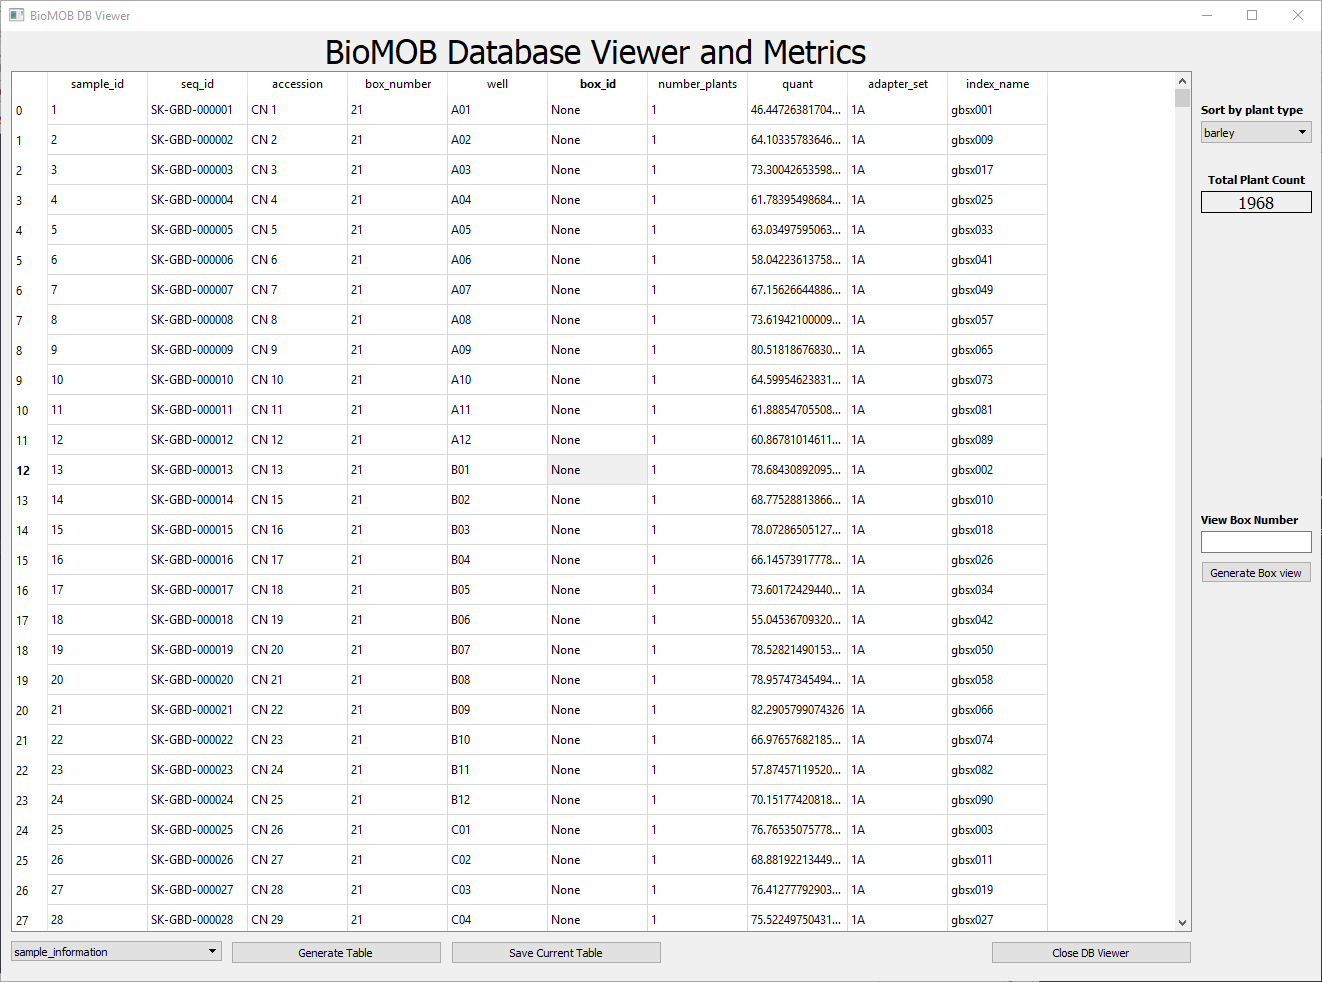 BioMOB DB Viewer
BioMOB Database Viewer and Metrics
sample_id seq_id accession box_number well box_id number_plants quant adapter_set index_name
0 1 SK-GBD-000001 CN 1 21 A01 None 1 46.44726381704... 1A gbsx001
1 2 SK-GBD-000002 CN 2 21 A02 None 1 64.10335783646... 1A gbsx009
2 3 SK-GBD-000003 CN 3 21 A03 None 1 73.30042653598... 1A gbsx017
3 4 SK-GBD-000004 CN 4 21 A04 None 1 61.78395498684... 1A gbsx025
4 5 SK-GBD-000005 CN 5 21 A05 None 1 63.03497595063... 1A gbsx033
5 6 SK-GBD-000006 CN 6 21 A06 None 1 58.04223613758... 1A gbsx041
6 7 SK-GBD-000007 CN 7 21 A07 None 1 67.15626644886... 1A gbsx049
7 8 SK-GBD-000008 CN 8 21 A08 None 1 73.61942100009... 1A gbsx057
8 9 SK-GBD-000009 CN 9 21 A09 None 1 80.51818676830... 1A gbsx065
9 10 SK-GBD-000010 CN 10 21 A10 None 1 64.59954623831... 1A gbsx073
10 11 SK-GBD-000011 CN 11 21 A11 None 1 61.88854705508... 1A gbsx081
11 12 SK-GBD-000012 CN 12 21 A12 None 1 60.86781014611... 1A gbsx089
12 13 SK-GBD-000013 CN 13 21 B01 None 1 78.68430892095... 1A gbsx002
13 14 SK-GBD-000014 CN 15 21 B02 None 1 68.77528813866... 1A gbsx010
14 15 SK-GBD-000015 CN 16 21 B03 None 1 78.07286505127... 1A gbsx018
15 16 SK-GBD-000016 CN 17 21 B04 None 1 66.14573917778... 1A gbsx026
16 17 SK-GBD-000017 CN 18 21 B05 None 1 73.60172429440... 1A gbsx034
17 18 SK-GBD-000018 CN 19 21 B06 None 1 55.04536709320... 1A gbsx042
18 19 SK-GBD-000019 CN 20 21 B07 None 1 78.52821490153... 1A gbsx050
19 20 SK-GBD-000020 CN 21 21 B08 None 1 78.95747345494... 1A gbsx058
20 21 SK-GBD-000021 CN 22 21 B09 None 1 82.2905799074326 1A gbsx066
21 22 SK-GBD-000022 CN 23 21 B10 None 1 66.97657682185... 1A gbsx074
22 23 SK-GBD-000023 CN 24 21 B11 None 1 57.87457119520... 1A gbsx082
23 24 SK-GBD-000024 CN 25 21 B12 None 1 70.15177420818... 1A gbsx090
24 25 SK-GBD-000025 CN 26 21 C01 None 1 76.76535075778... 1A gbsx003
25 26 SK-GBD-000026 CN 27 21 C02 None 1 68.88192213449... 1A gbsx011
26 27 SK-GBD-000027 CN 28 21 C03 None 1 76.41277792903... 1A gbsx019
27 28 SK-GBD-000028 CN 29 21 C04 None 1 75.52249750431... 1A gbsx027
Sort by plant type
barley
Total Plant Count
1968
View Box Number
Generate Box view
sample_information Generate Table Save Current Table Close DB Viewer